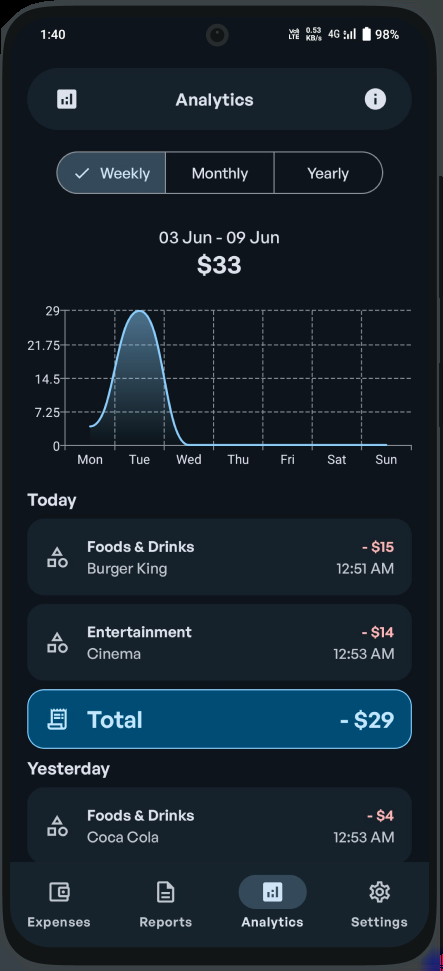 1:40
Vo)) LTE 0.53 KB/s 4G 98%
Analytics
Weekly Monthly Yearly
03 Jun - 09 Jun
$33
29
21.75
14.5
7.25
0
Mon Tue Wed Thu Fri Sat Sun
Today
Foods & Drinks - $15
Burger King 12:51 AM
Entertainment - $14
Cinema 12:53 AM
Total - $29
Yesterday
Foods & Drinks - $4
Coca Cola 12:53 AM
Expenses Reports Analytics Settings